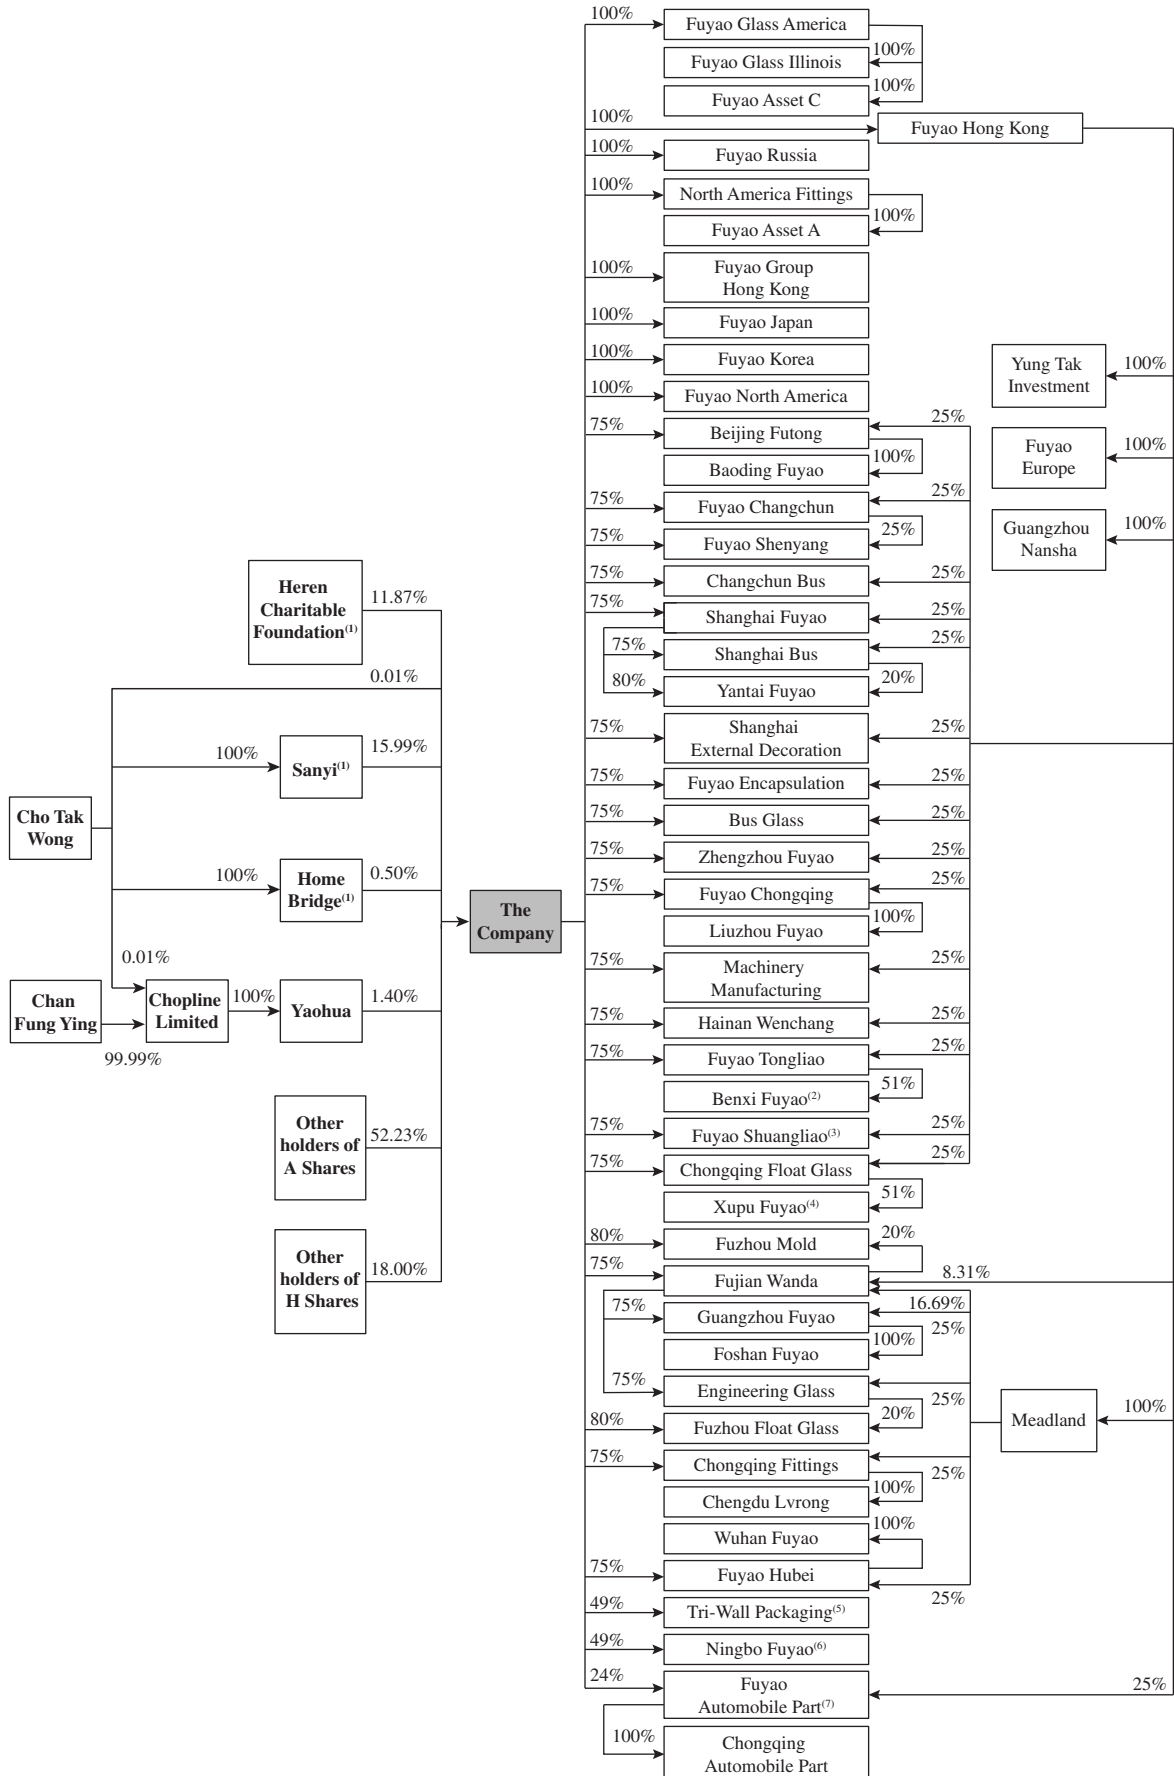 100%
Fuyao Glass America
100%
Fuyao Glass Illinois
100%
Fuyao Asset C
100%
Fuyao Hong Kong
100%
Fuyao Russia
100%
North America Fittings
100%
Fuyao Asset A
100%
Fuyao Group
Hong Kong
100%
Fuyao Japan
100%
Fuyao Korea
Yung Tak
Investment
100%
100%
Fuyao North America
75%
Beijing Futong
25%
Baoding Fuyao
100%
Fuyao
Europe
100%
75%
Fuyao Changchun
25%
75%
Fuyao Shenyang
25%
Guangzhou
Nansha
100%
75%
Changchun Bus
25%
75%
Shanghai Fuyao
25%
75%
Shanghai Bus
25%
80%
Yantai Fuyao
20%
75%
Shanghai
External Decoration
25%
75%
Fuyao Encapsulation
25%
75%
Bus Glass
25%
75%
Zhengzhou Fuyao
25%
75%
Fuyao Chongqing
25%
Liuzhou Fuyao
100%
75%
Machinery
Manufacturing
25%
75%
Hainan Wenchang
25%
75%
Fuyao Tongliao
25%
Benxi Fuyao(2)
51%
75%
Fuyao Shuangliao(3)
25%
75%
Chongqing Float Glass
25%
Xupu Fuyao(4)
51%
80%
Fuzhou Mold
20%
75%
Fujian Wanda
8.31%
16.69%
75%
Guangzhou Fuyao
25%
Foshan Fuyao
100%
75%
Engineering Glass
25%
80%
Fuzhou Float Glass
20%
Meadland
100%
75%
Chongqing Fittings
25%
Chengdu Lvrong
100%
Wuhan Fuyao
100%
75%
Fuyao Hubei
25%
49%
Tri-Wall Packaging(5)
49%
Ningbo Fuyao(6)
24%
Fuyao
Automobile Part(7)
25%
100%
Chongqing
Automobile Part
Heren
Charitable
Foundation(1)
11.87%
0.01%
100%
Sanyi(1)
15.99%
Cho Tak
Wong
100%
Home
Bridge(1)
0.50%
The
Company
0.01%
Chan
Fung Ying
99.99%
Chopline
Limited
100%
Yaohua
1.40%
Other
holders of
A Shares
52.23%
Other
holders of
H Shares
18.00%